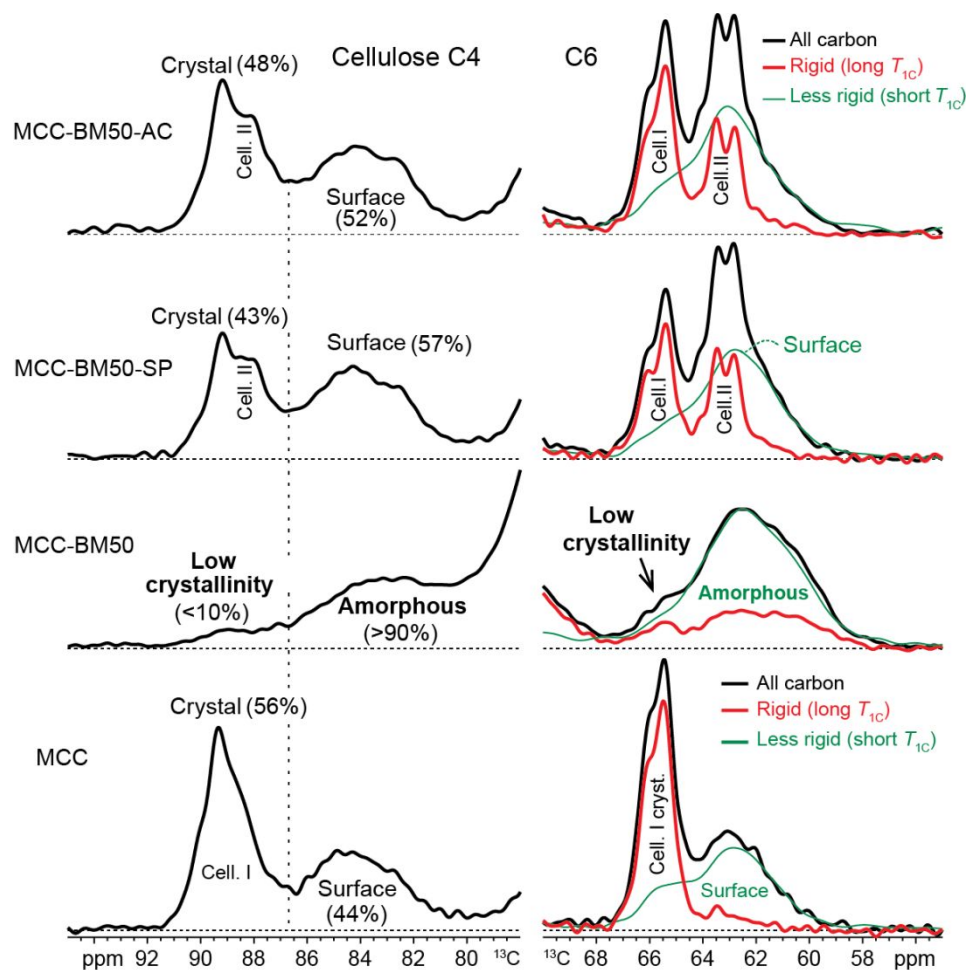 Cellulose C4
C6
All carbon
Rigid (long T1C)
Less rigid (short T1C)
Crystal (48%)
MCC-BM50-AC
Cell. II
Surface
(52%)
Cell.I
Cell.II
Crystal (43%)
Surface (57%)
MCC-BM50-SP
Cell. II
Cell.I
Cell.II
Surface
MCC-BM50
Low
crystallinity
(<10%)
Amorphous
(>90%)
Low
crystallinity
Amorphous
Crystal (56%)
MCC
Cell. I
Surface
(44%)
All carbon
Rigid (long T1C)
Less rigid (short T1C)
Cell. I cryst.
Surface
ppm 92 90 88 86 84 82 80 13C
13C 68 66 64 62 60 58 ppm